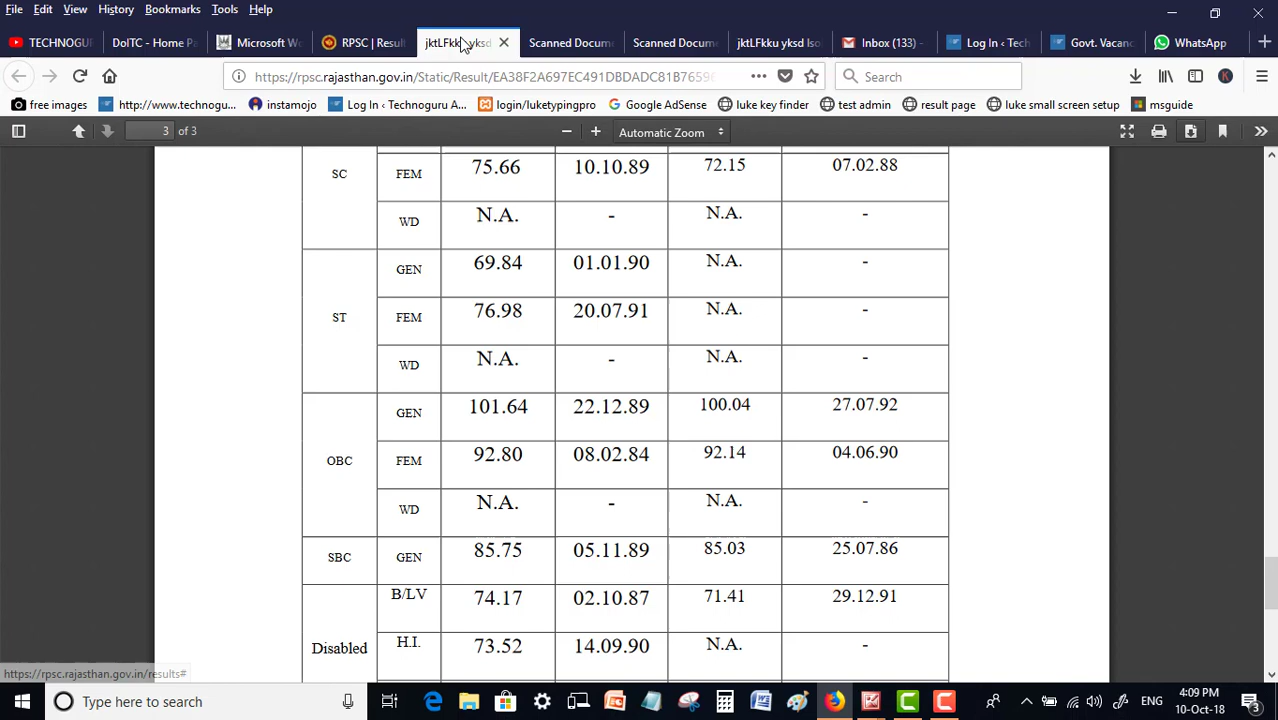 File Edit View History Bookmarks Tools Help
TECHNOGUR DoITC - Home Pa Microsoft Wo RPSC | Result jktLFkku yksd Scanned Docume Scanned Docume jktLFkku yksd lso Inbox (133) - Log In ‹ Tech Govt. Vacanc WhatsApp
https://rpsc.rajasthan.gov.in/Static/Result/EA38F2A697EC491DBDADC81B76596 Search
free images http://www.technogu... instamojo Log In ‹ Technoguru A... login/luketypingpro Google AdSense luke key finder test admin result page luke small screen setup msguide
3 of 3 Automatic Zoom
SC FEM 75.66 10.10.89 72.15 07.02.88
WD N.A. - N.A. -
GEN 69.84 01.01.90 N.A. -
ST FEM 76.98 20.07.91 N.A. -
WD N.A. - N.A. -
GEN 101.64 22.12.89 100.04 27.07.92
OBC FEM 92.80 08.02.84 92.14 04.06.90
WD N.A. - N.A. -
SBC GEN 85.75 05.11.89 85.03 25.07.86
B/LV 74.17 02.10.87 71.41 29.12.91
Disabled H.I. 73.52 14.09.90 N.A. -
https://rpsc.rajasthan.gov.in/results#
Type here to search ENG 4:09 PM
10-Oct-18 3